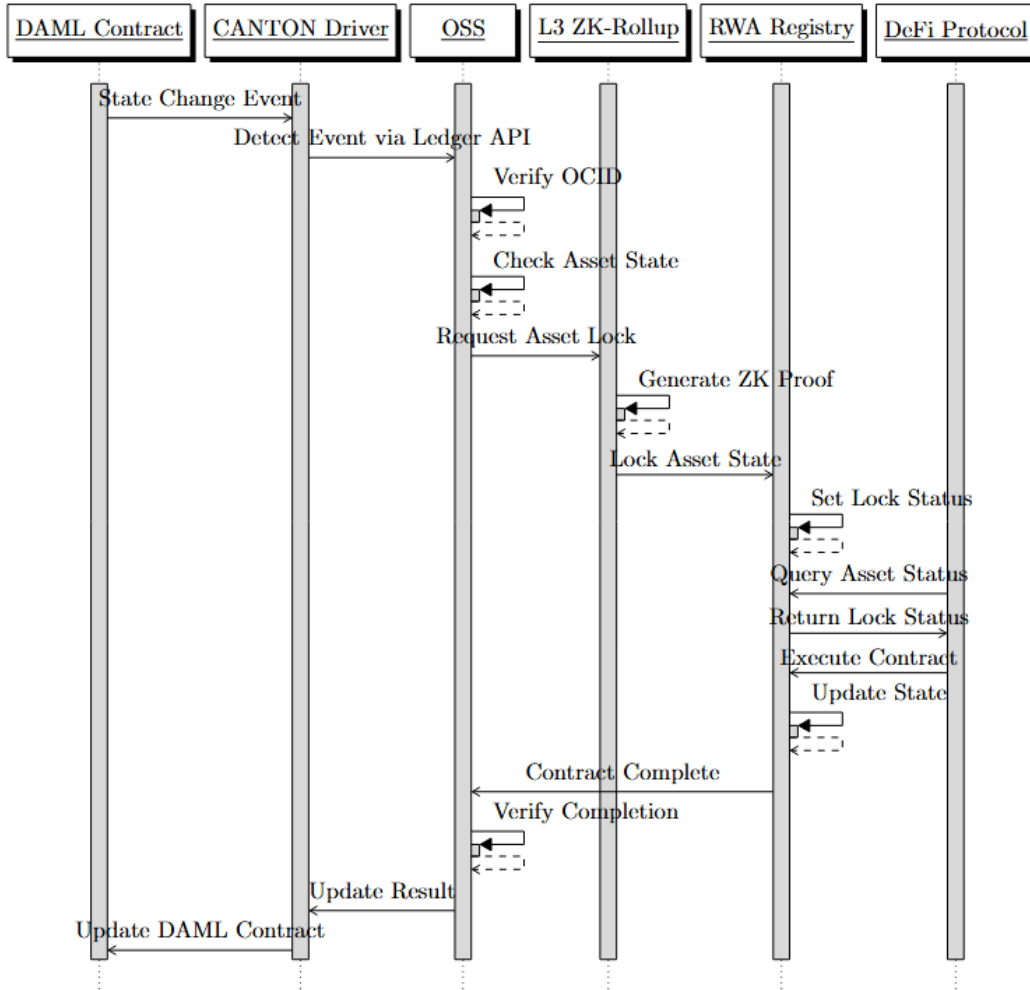 DAML Contract
CANTON Driver
OSS
L3 ZK-Rollup
RWA Registry
DeFi Protocol
State Change Event
Detect Event via Ledger API
Verify OCID
Check Asset State
Request Asset Lock
Generate ZK Proof
Lock Asset State
Set Lock Status
Query Asset Status
Return Lock Status
Execute Contract
Update State
Contract Complete
Verify Completion
Update Result
Update DAML Contract